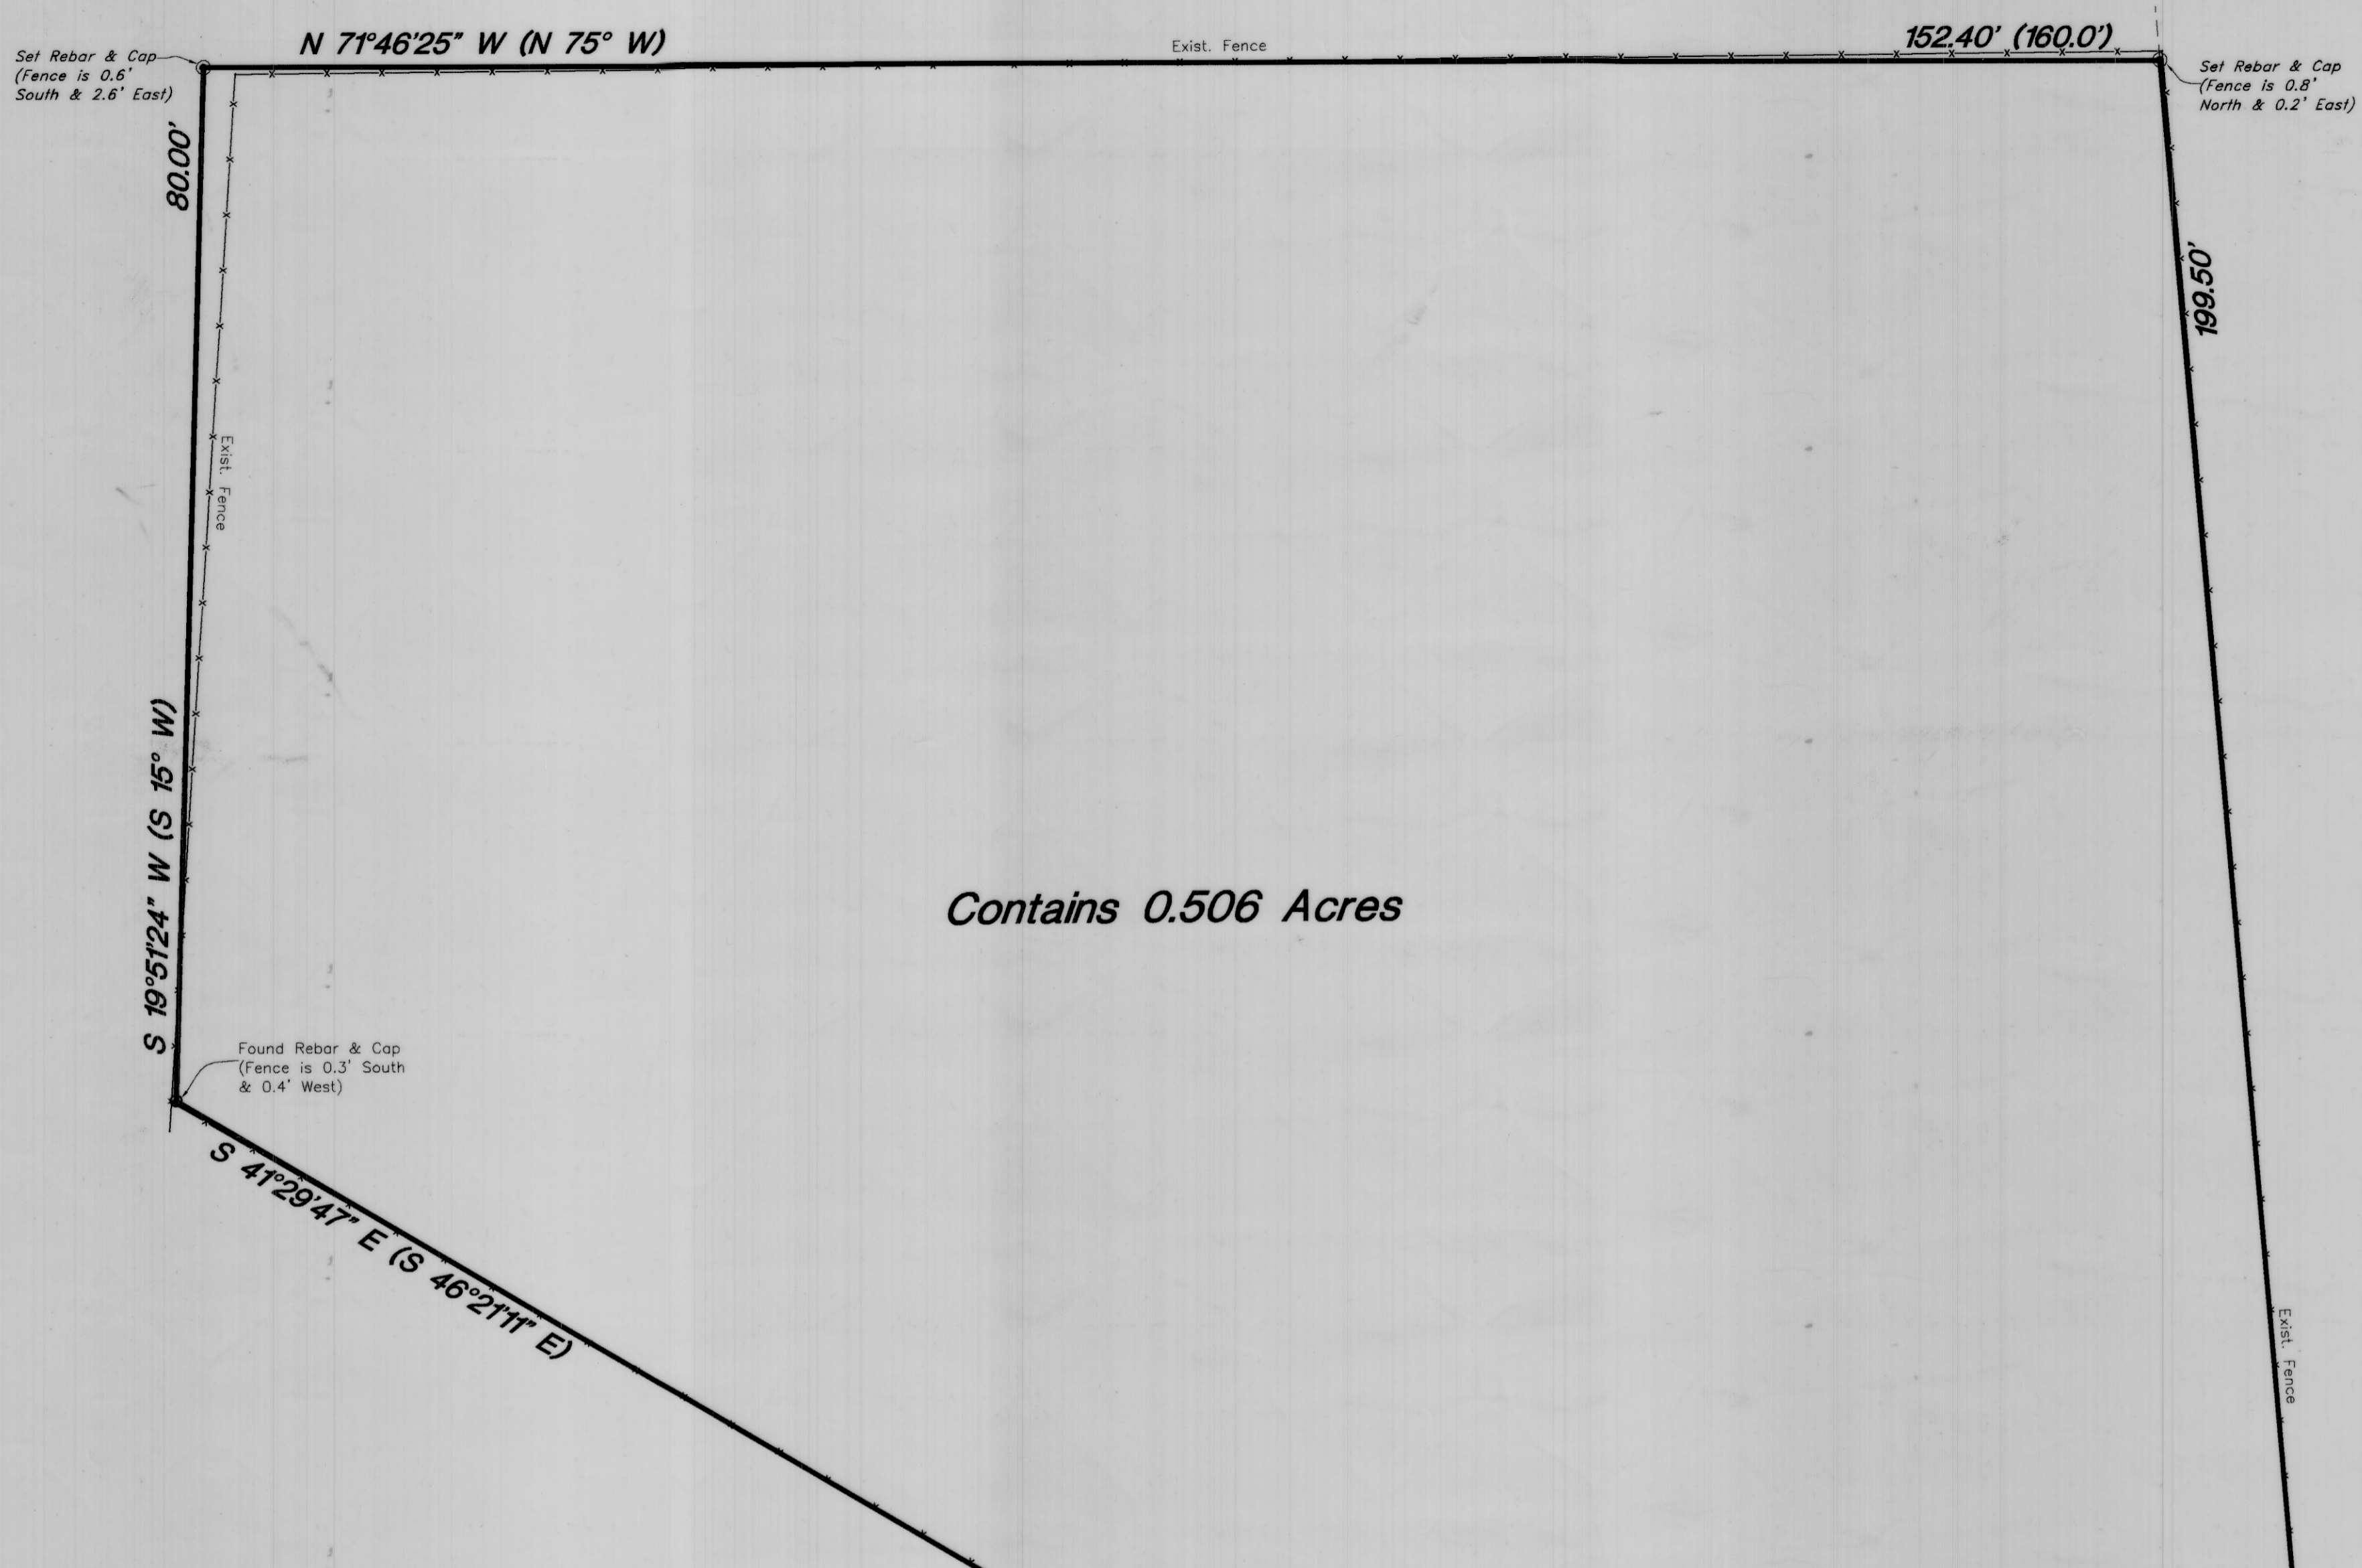 N 71°46'25" W (N 75° W)
Exist. Fence
152.40' (160.0')
Set Rebar & Cap
(Fence is 0.6'
South & 2.6' East)
Set Rebar & Cap
(Fence is 0.8'
North & 0.2' East)
80.00'
199.50'
Exist. Fence
S 19°51'24" W (S 15° W)
Contains 0.506 Acres
Found Rebar & Cap
(Fence is 0.3' South
& 0.4' West)
S 41°29'47" E (S 46°21'11" E)
Exist. Fence